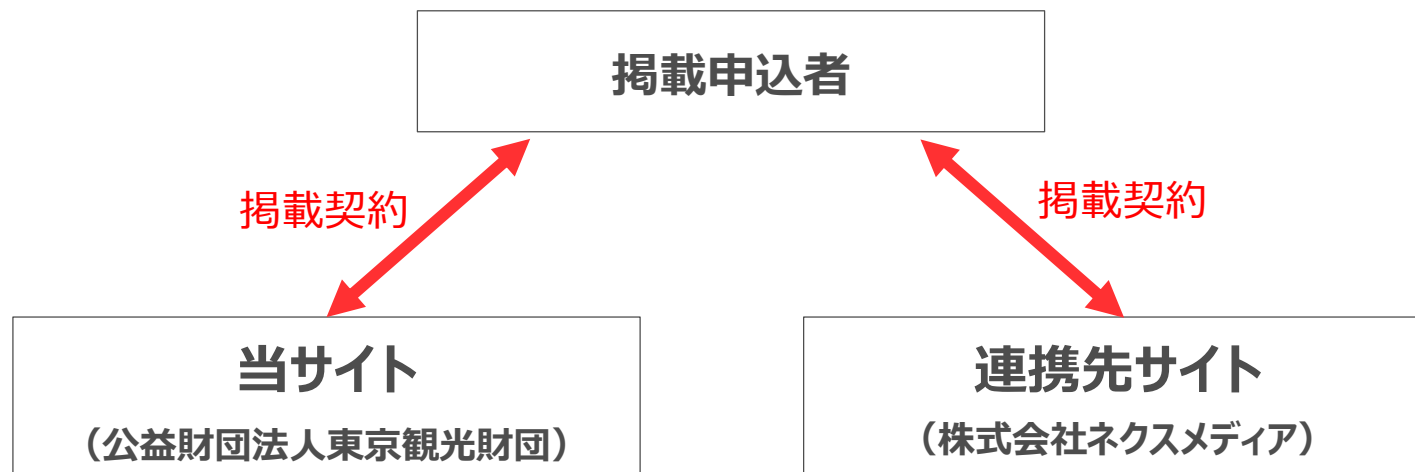 掲載申込者
掲載契約
掲載契約
当サイト
（公益財団法人東京観光財団）
連携先サイト
（株式会社ネクスメディア）